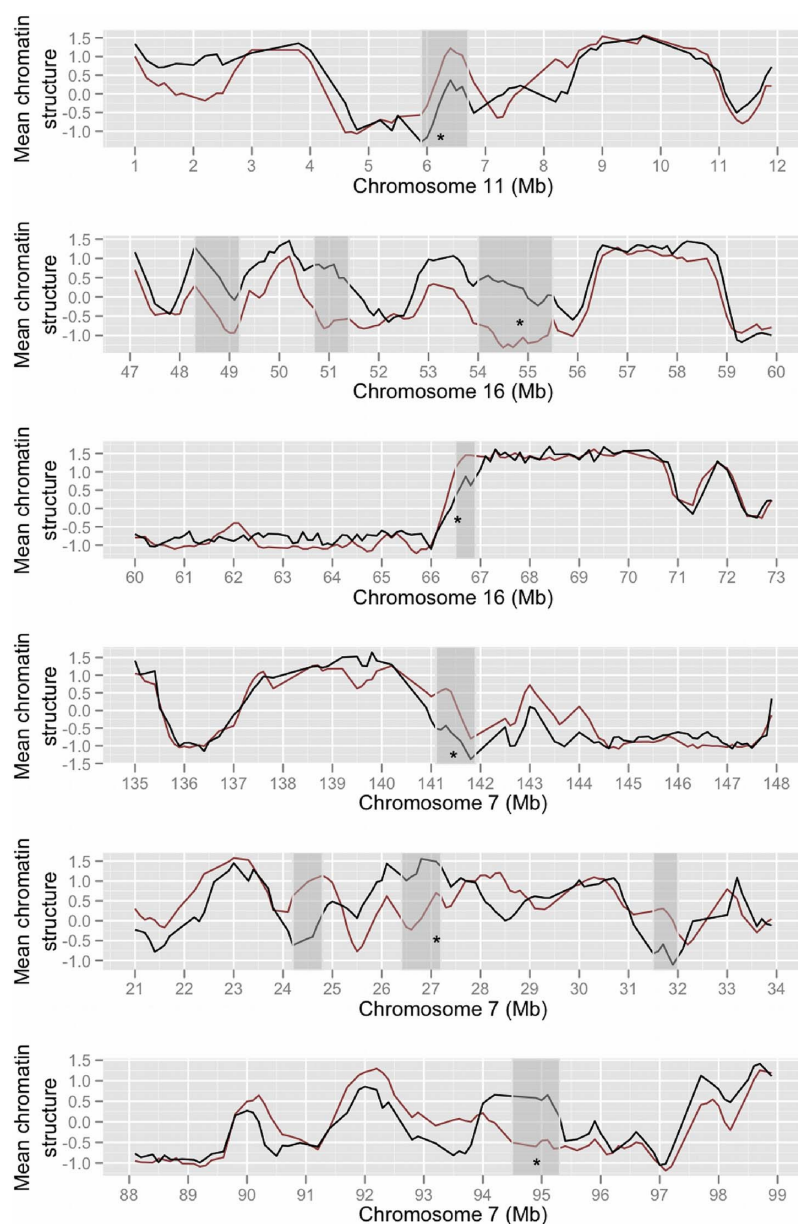 Mean chromatin
structure
1.5
1.0
0.5
0.0
-0.5
-1.0
*
1 2 3 4 5 6 7 8 9 10 11 12
Chromosome 11 (Mb)
Mean chromatin
structure
1.5
1.0
0.5
0.0
-0.5
-1.0
*
47 48 49 50 51 52 53 54 55 56 57 58 59 60
Chromosome 16 (Mb)
Mean chromatin
structure
1.5
1.0
0.5
0.0
-0.5
-1.0
*
60 61 62 63 64 65 66 67 68 69 70 71 72 73
Chromosome 16 (Mb)
Mean chromatin
structure
1.5
1.0
0.5
0.0
-0.5
-1.0
-1.5
*
135 136 137 138 139 140 141 142 143 144 145 146 147 148
Chromosome 7 (Mb)
Mean chromatin
structure
1.5
1.0
0.5
0.0
-0.5
-1.0
*
21 22 23 24 25 26 27 28 29 30 31 32 33 34
Chromosome 7 (Mb)
Mean chromatin
structure
1.5
1.0
0.5
0.0
-0.5
-1.0
*
88 89 90 91 92 93 94 95 96 97 98 99
Chromosome 7 (Mb)